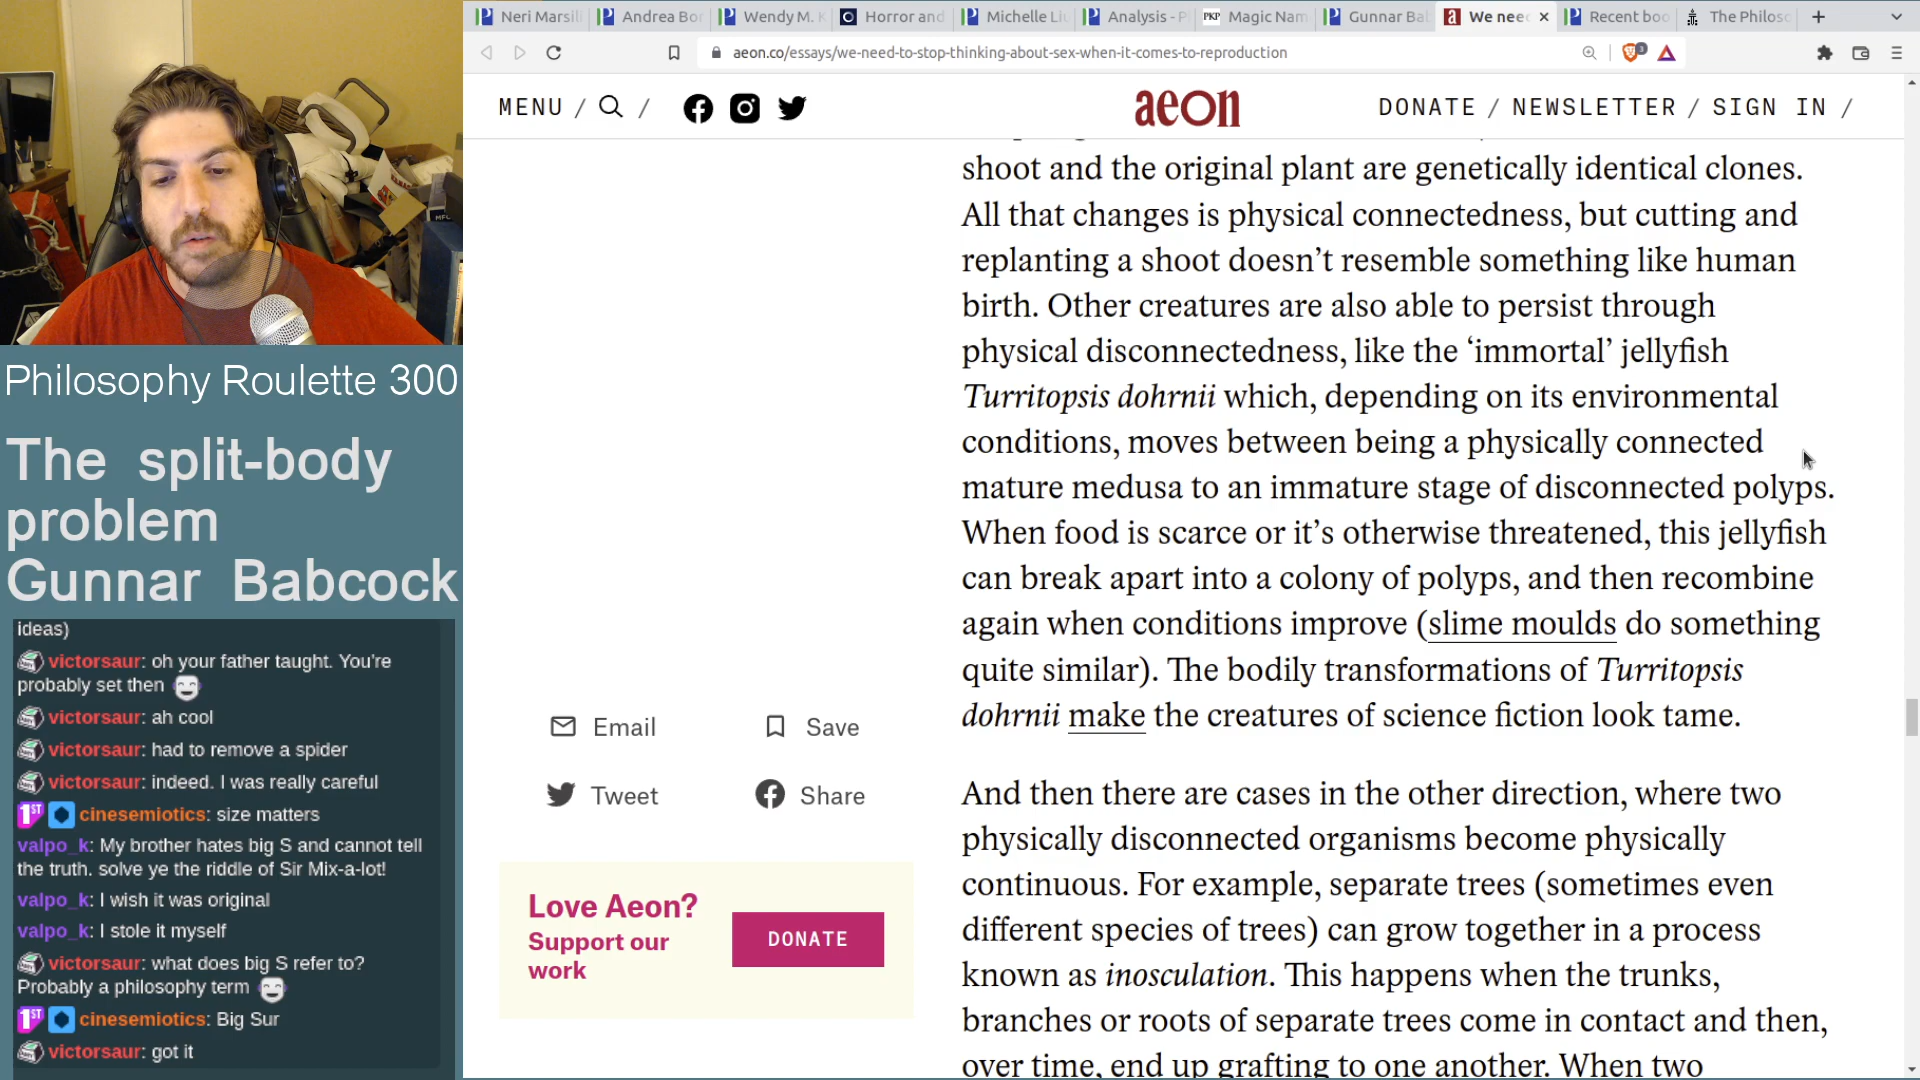 Neri Marsil
Andrea Bor
Wendy M. K
Horror and
Michelle Liu
Analysis - P
PKP Magic Nam
Gunnar Bab
We nee
Recent boo
The Philoso
aeon.co/essays/we-need-to-stop-thinking-about-sex-when-it-comes-to-reproduction
MENU / /
aeon
DONATE / NEWSLETTER / SIGN IN /
shoot and the original plant are genetically identical clones.
All that changes is physical connectedness, but cutting and
replanting a shoot doesn’t resemble something like human
birth. Other creatures are also able to persist through
physical disconnectedness, like the ‘immortal’ jellyfish
Turritopsis dohrnii which, depending on its environmental
conditions, moves between being a physically connected
mature medusa to an immature stage of disconnected polyps.
When food is scarce or it’s otherwise threatened, this jellyfish
can break apart into a colony of polyps, and then recombine
again when conditions improve (slime moulds do something
quite similar). The bodily transformations of Turritopsis
dohrnii make the creatures of science fiction look tame.
And then there are cases in the other direction, where two
physically disconnected organisms become physically
continuous. For example, separate trees (sometimes even
different species of trees) can grow together in a process
known as inosculation. This happens when the trunks,
branches or roots of separate trees come in contact and then,
over time, end up grafting to one another. When two
Email
Save
Tweet
Share
Love Aeon?
Support our
work
DONATE
Philosophy Roulette 300
The split-body
problem
Gunnar Babcock
ideas)
victorsaur: oh your father taught. You're
probably set then
victorsaur: ah cool
victorsaur: had to remove a spider
victorsaur: indeed. I was really careful
1ST cinesemiotics: size matters
valpo_k: My brother hates big S and cannot tell
the truth. solve ye the riddle of Sir Mix-a-lot!
valpo_k: I wish it was original
valpo_k: I stole it myself
victorsaur: what does big S refer to?
Probably a philosophy term
1ST cinesemiotics: Big Sur
victorsaur: got it